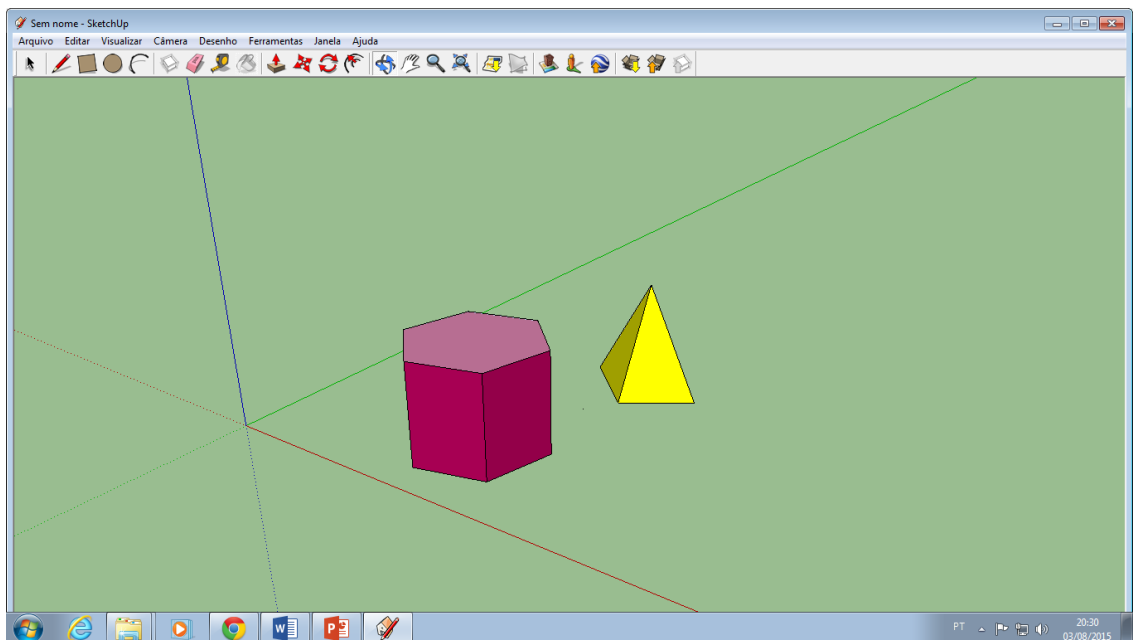 Sem nome - SketchUp
Arquivo Editar Visualizar Câmera Desenho Ferramentas Janela Ajuda
PT
20:30
03/08/2015